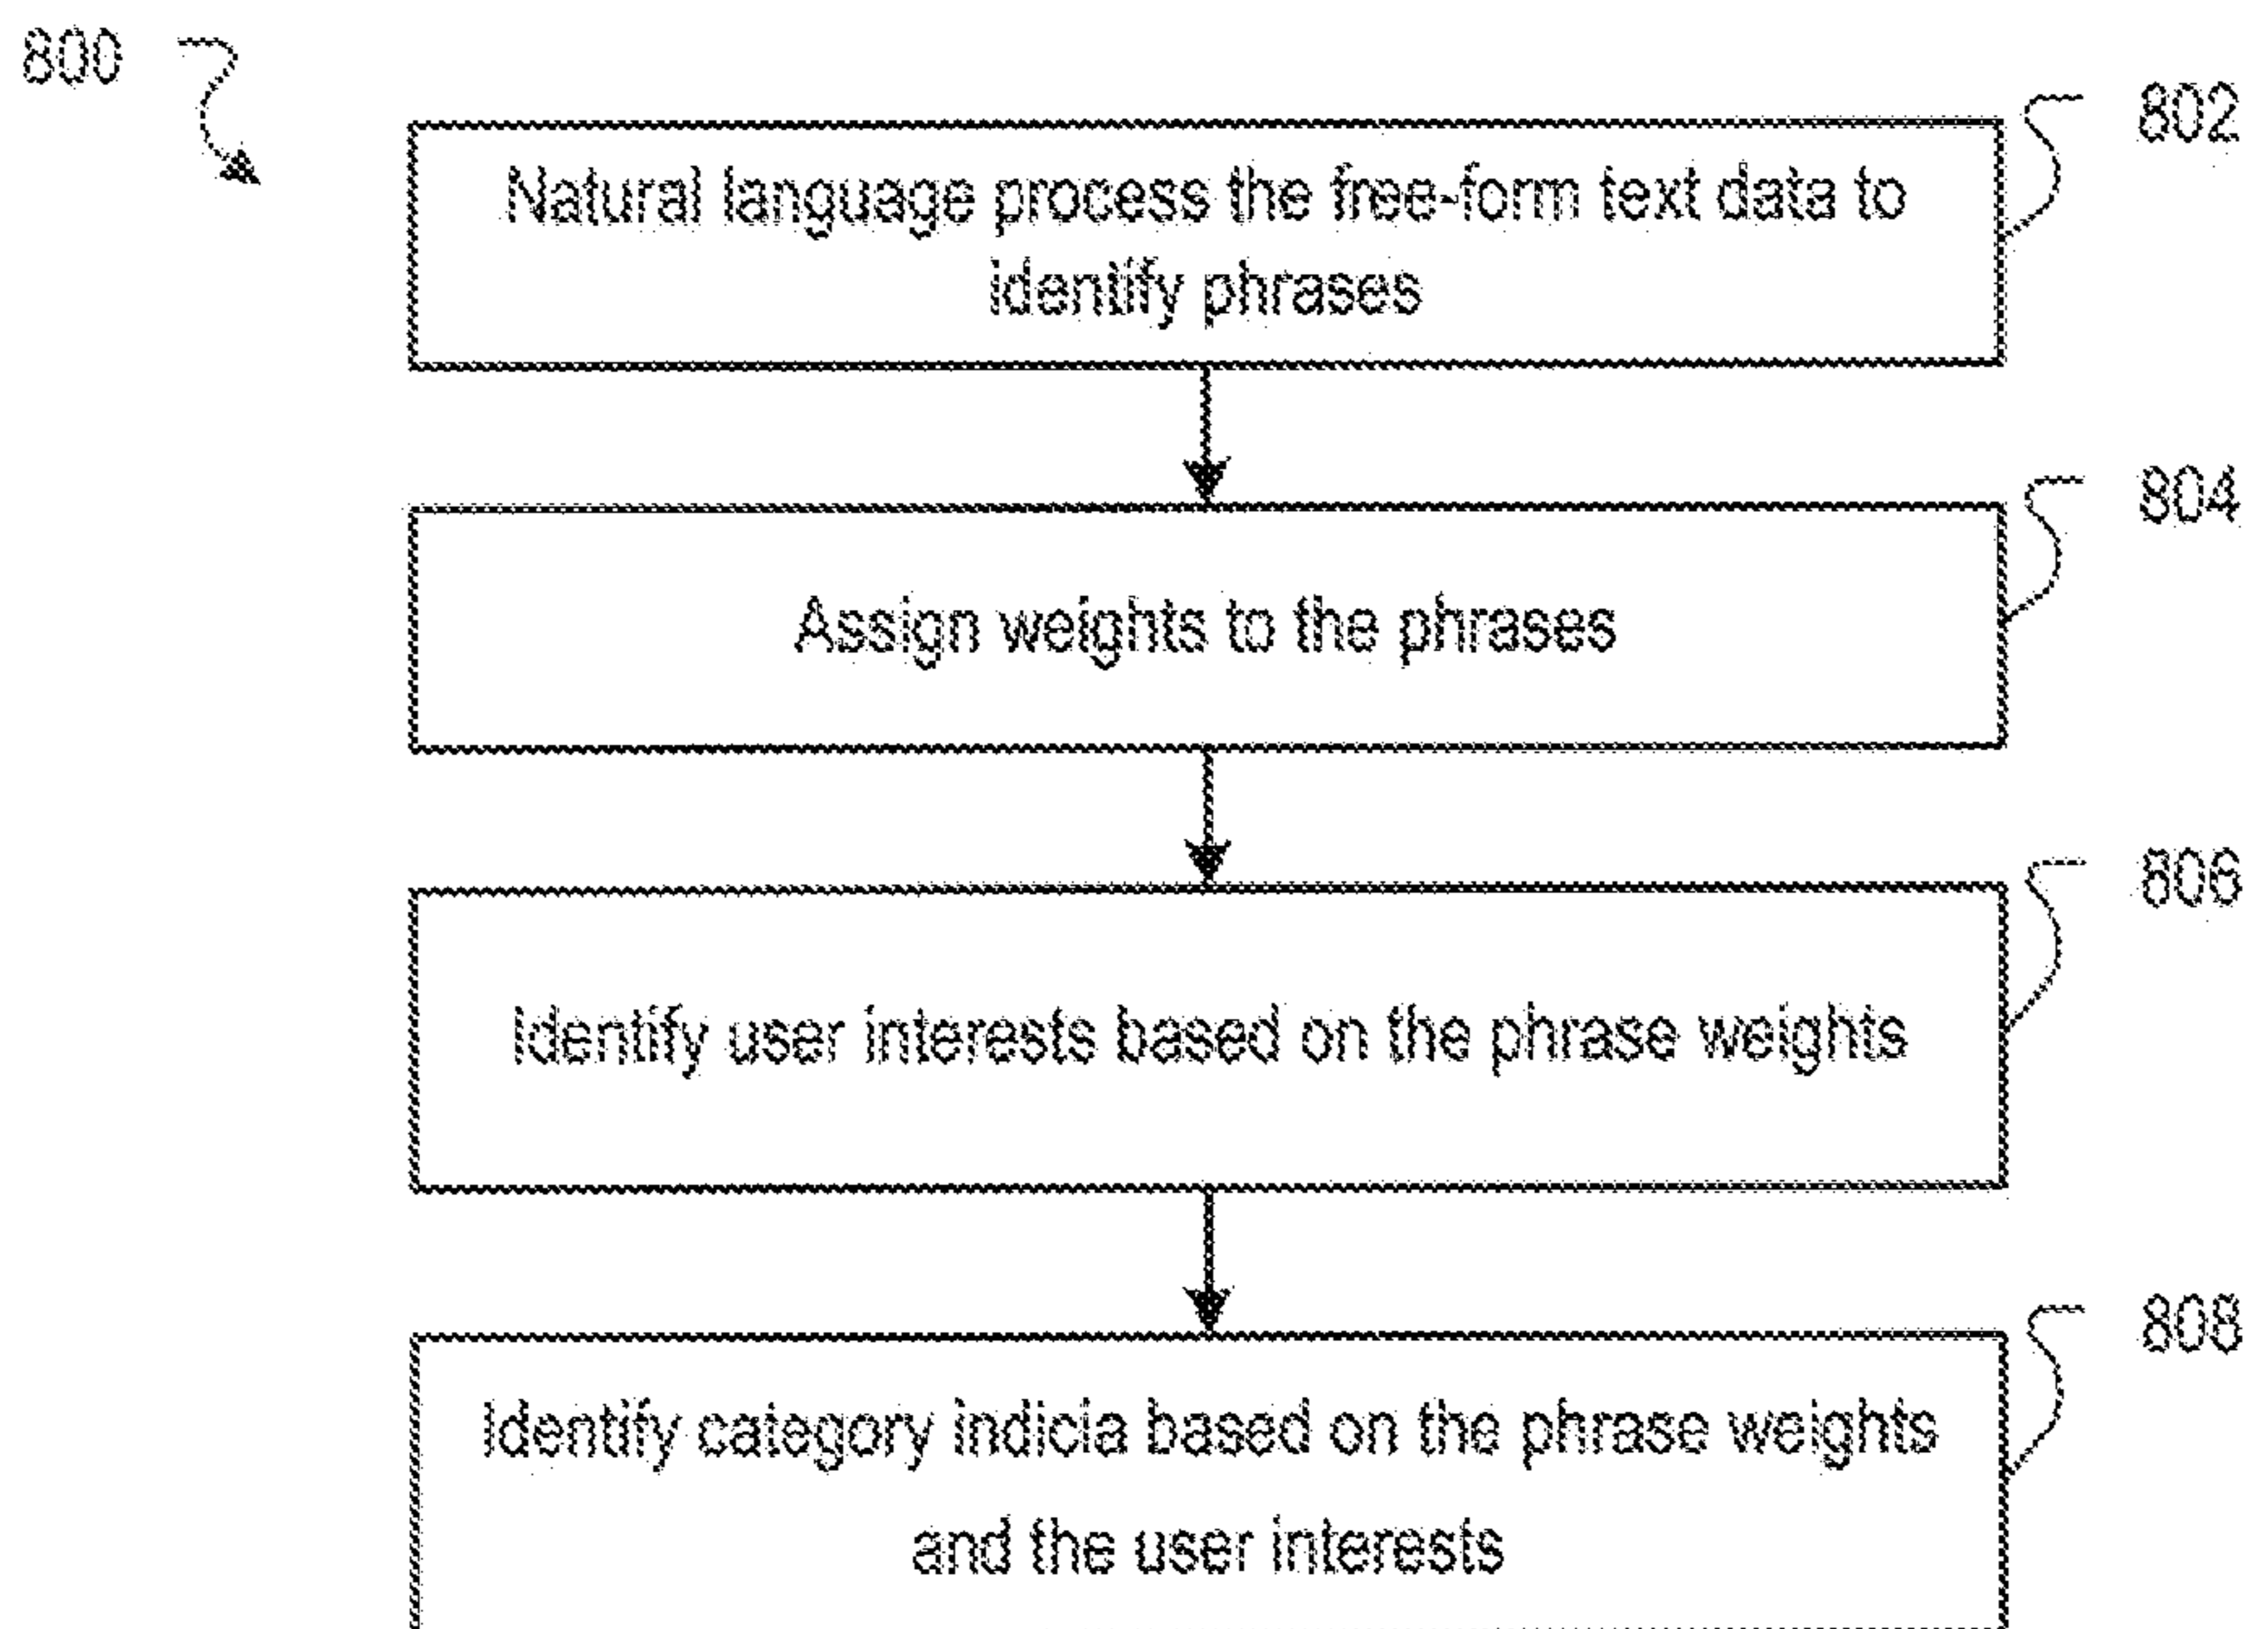 800
802
Natural language process the free-form text data to
identify phrases
804
Assign weights to the phrases
806
Identify user interests based on the phrase weights
808
Identify category indicia based on the phrase weights
and the user interests